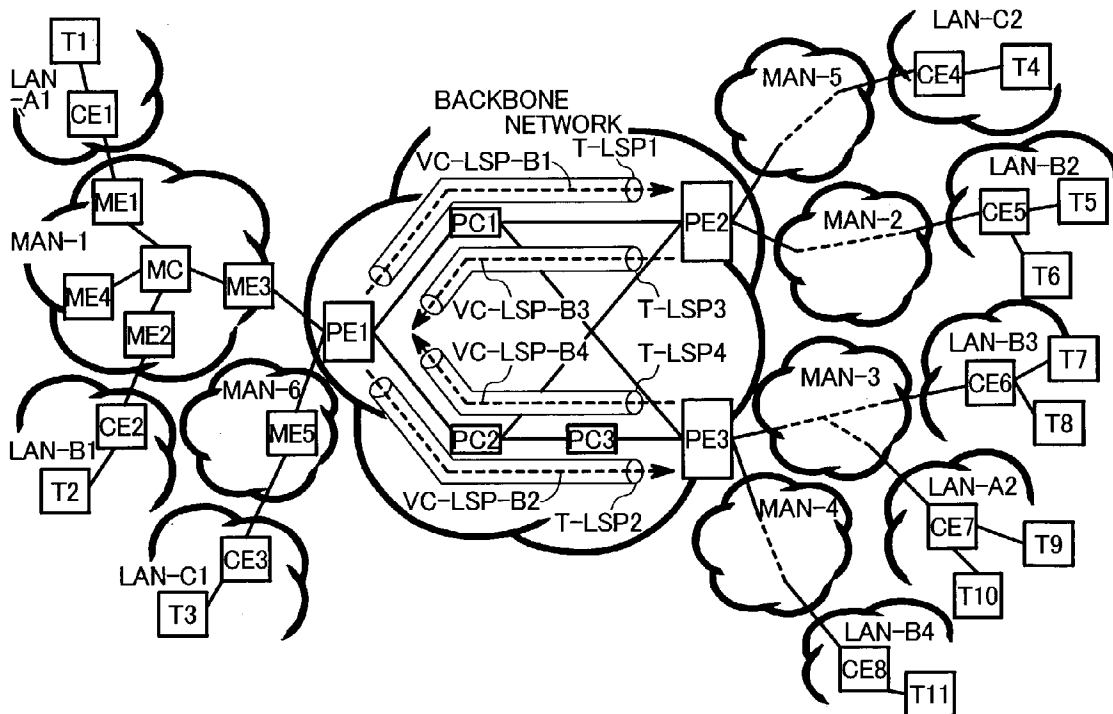 T1
LAN
-A1
CE1
ME1
MAN-1
MC
ME4
ME3
ME2
CE2
LAN-B1
T2
MAN-6
ME5
LAN-C1
CE3
T3
BACKBONE
NETWORK
VC-LSP-B1
T-LSP1
PC1
PE1
PE2
VC-LSP-B3
T-LSP3
VC-LSP-B4
T-LSP4
PC2
PC3
PE3
VC-LSP-B2
T-LSP2
MAN-5
LAN-C2
CE4
T4
MAN-2
LAN-B2
CE5
T5
T6
MAN-3
LAN-B3
CE6
T7
T8
LAN-A2
CE7
T9
T10
MAN-4
LAN-B4
CE8
T11